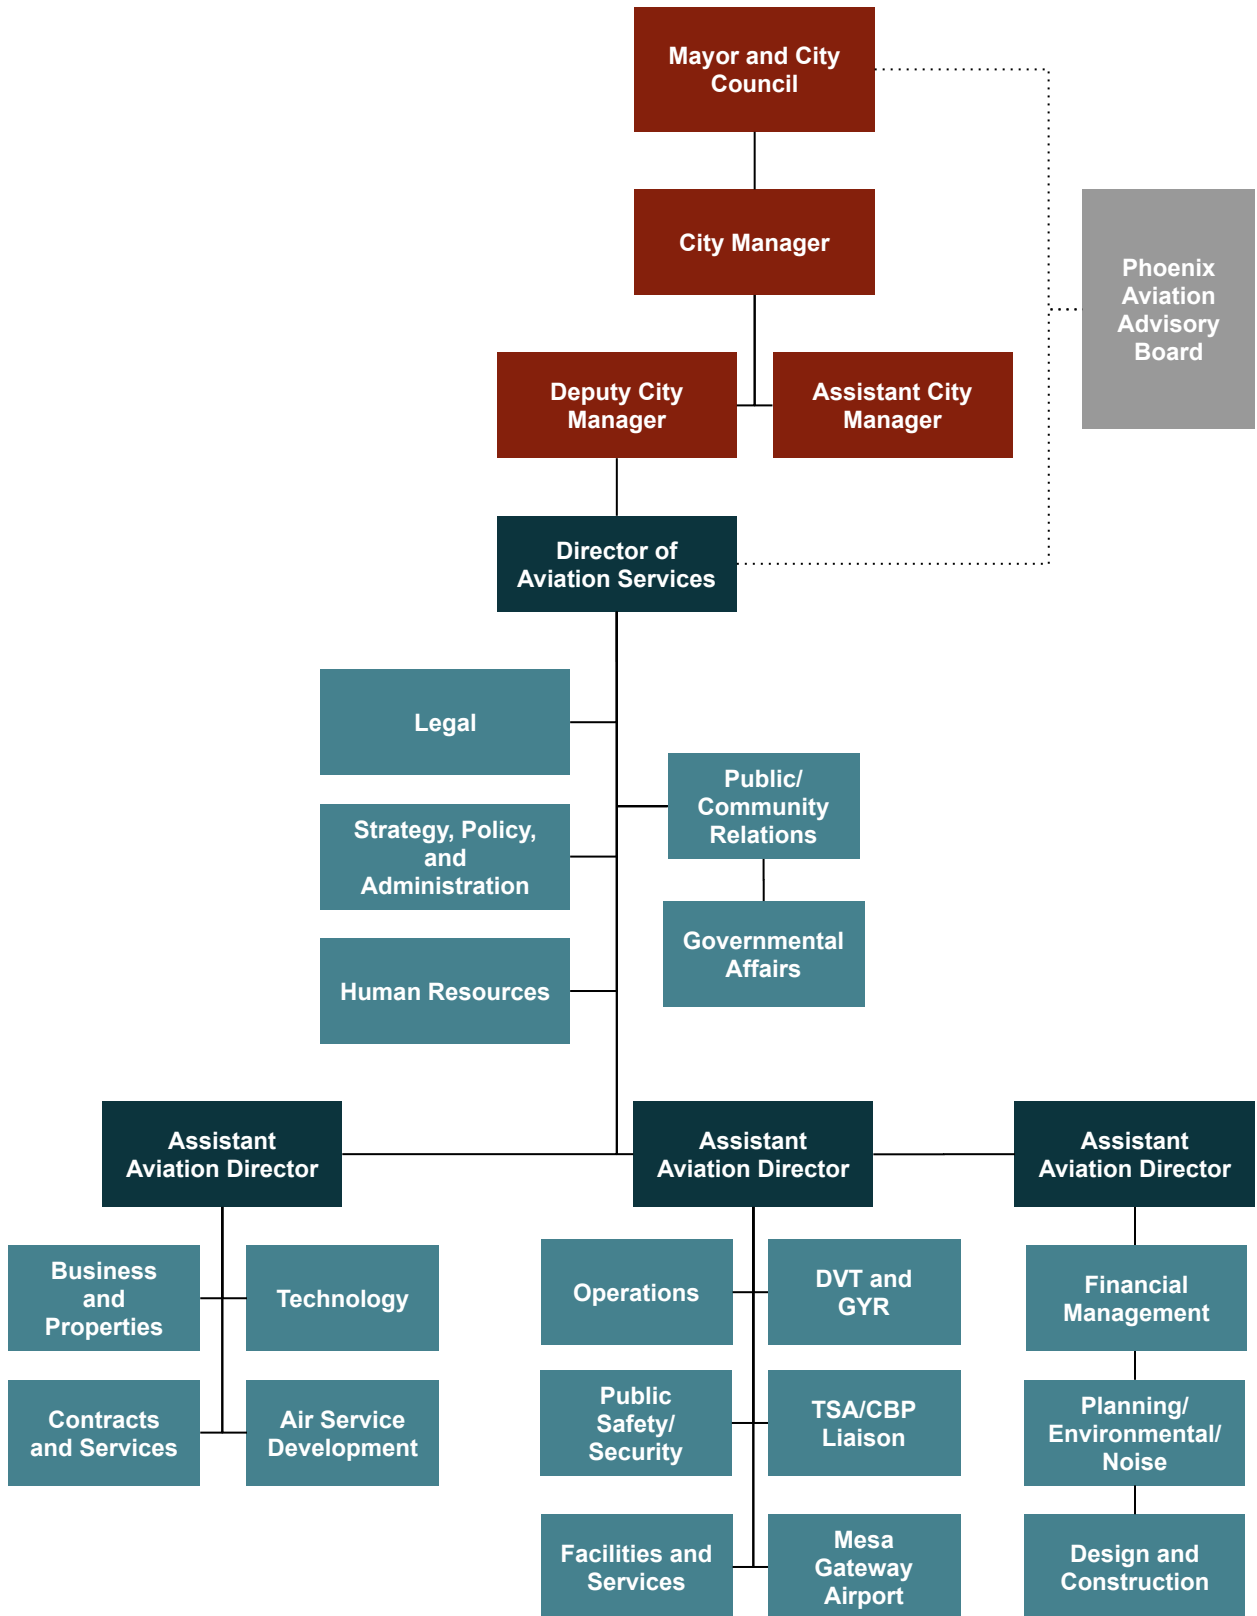 Mayor and City
Council
City Manager
Phoenix
Aviation
Advisory
Board
Deputy City
Manager
Assistant City
Manager
Director of
Aviation Services
Legal
Public/
Community
Relations
Strategy, Policy,
and
Administration
Governmental
Affairs
Human Resources
Assistant
Aviation Director
Assistant
Aviation Director
Assistant
Aviation Director
Business
and
Properties
Technology
Operations
DVT and
GYR
Financial
Management
Contracts
and Services
Air Service
Development
Public
Safety/
Security
TSA/CBP
Liaison
Planning/
Environmental/
Noise
Facilities and
Services
Mesa
Gateway
Airport
Design and
Construction